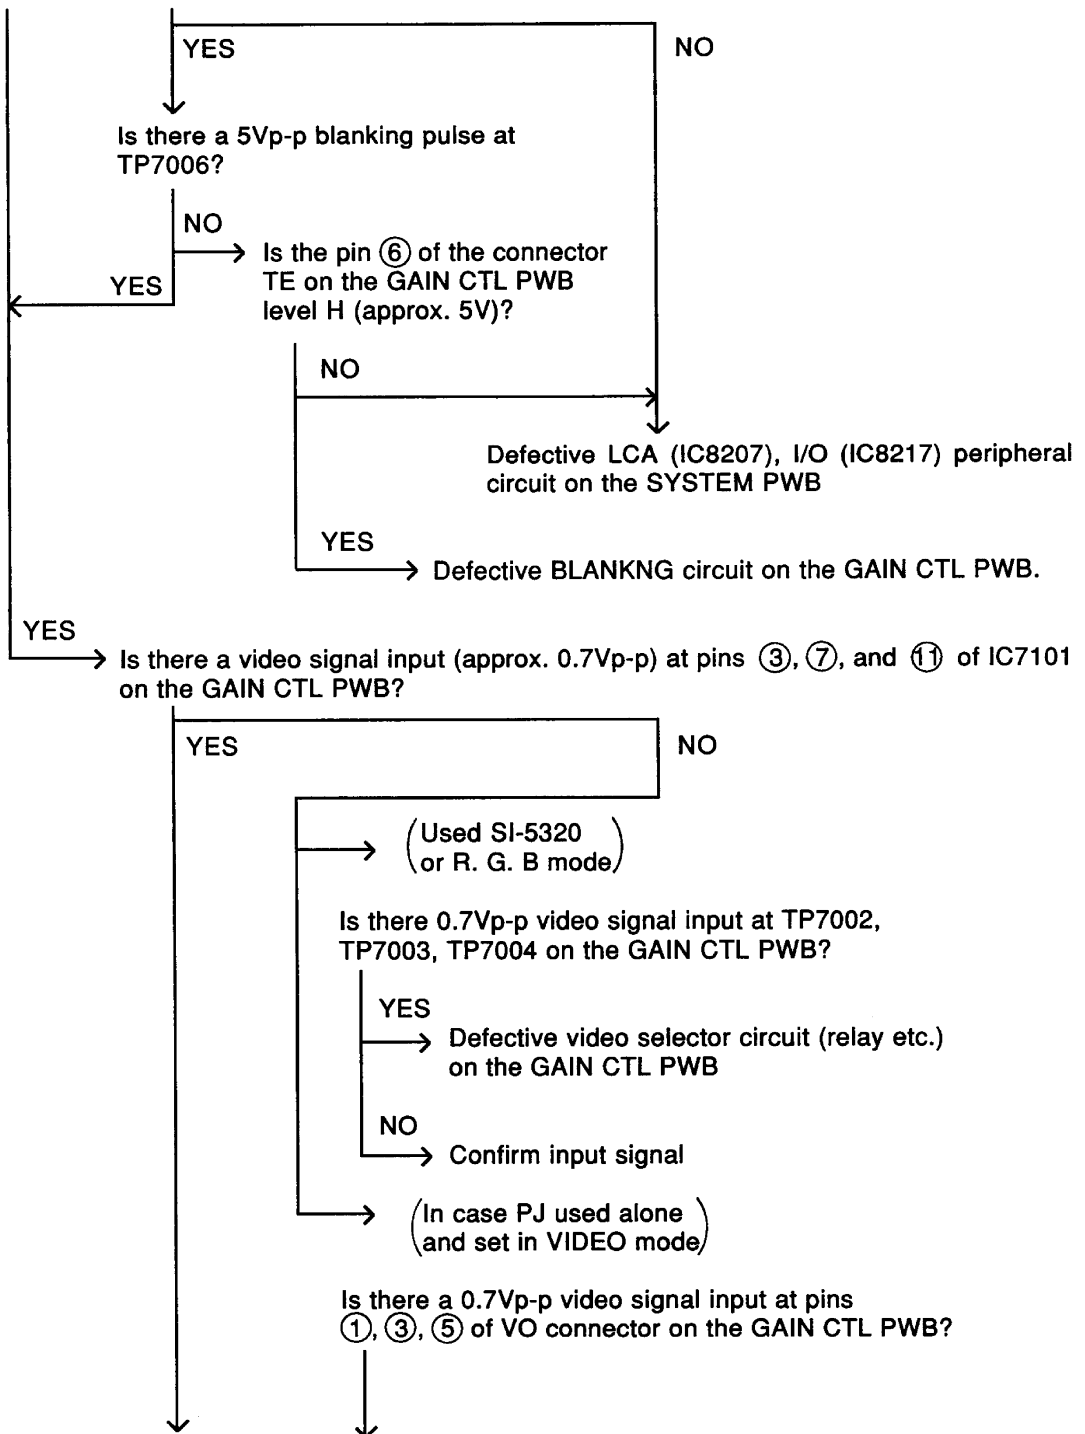 YES
NO
Is there a 5Vp-p blanking pulse at
TP7006?
NO
YES
Is the pin ⑥ of the connector
TE on the GAIN CTL PWB
level H (approx. 5V)?
NO
Defective LCA (IC8207), I/O (IC8217) peripheral
circuit on the SYSTEM PWB
YES
Defective BLANKNG circuit on the GAIN CTL PWB.
YES
Is there a video signal input (approx. 0.7Vp-p) at pins ③, ⑦, and ⑪ of IC7101
on the GAIN CTL PWB?
YES
NO
(Used SI-5320
or R. G. B mode)
Is there 0.7Vp-p video signal input at TP7002,
TP7003, TP7004 on the GAIN CTL PWB?
YES
Defective video selector circuit (relay etc.)
on the GAIN CTL PWB
NO
Confirm input signal
(In case PJ used alone
and set in VIDEO mode)
Is there a 0.7Vp-p video signal input at pins
①, ③, ⑤ of VO connector on the GAIN CTL PWB?